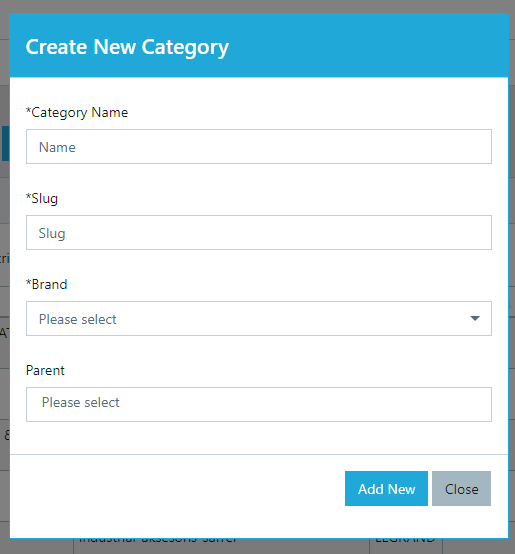 Create New Category
*Category Name
Name
*Slug
Slug
*Brand
Please select
Parent
Please select
Add New
Close